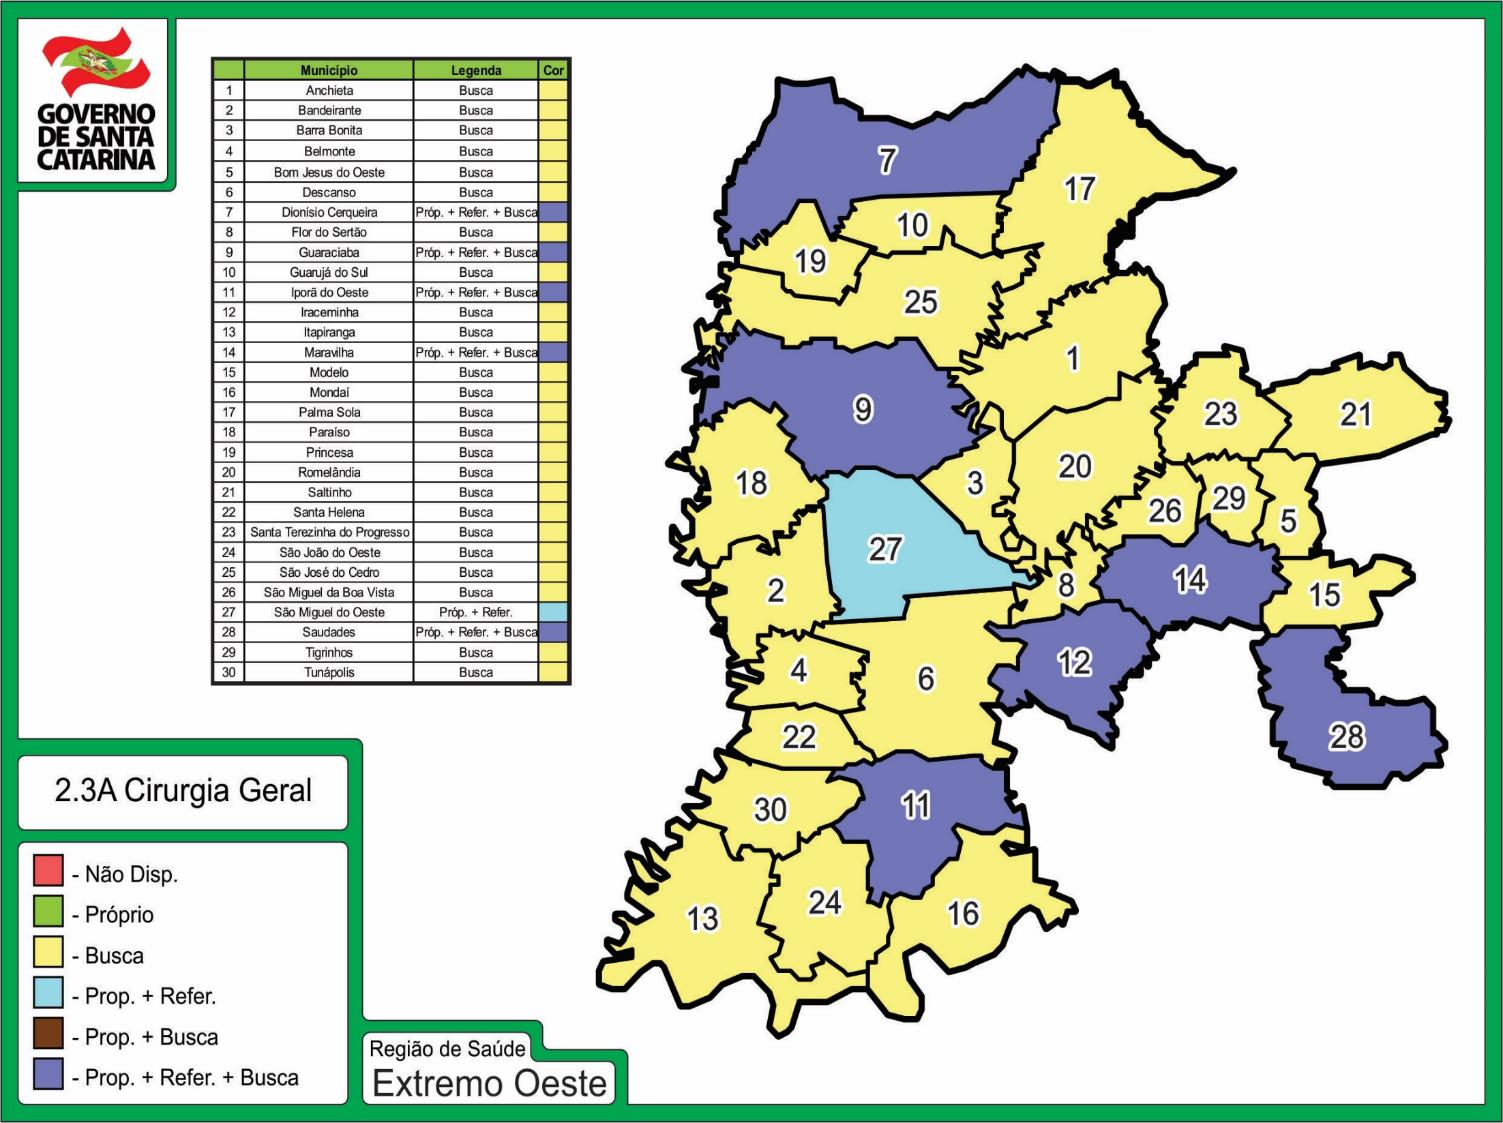 GOVERNO
DE SANTA
CATARINA
Município Legenda Cor
1 Anchieta Busca
2 Bandeirante Busca
3 Barra Bonita Busca
4 Belmonte Busca
5 Bom Jesus do Oeste Busca
6 Descanso Busca
7 Dionísio Cerqueira Próp. + Refer. + Busca
8 Flor do Sertão Busca
9 Guaraciaba Próp. + Refer. + Busca
10 Guarujá do Sul Busca
11 Iporã do Oeste Próp. + Refer. + Busca
12 Iraceminha Busca
13 Itapiranga Busca
14 Maravilha Próp. + Refer. + Busca
15 Modelo Busca
16 Mondaí Busca
17 Palma Sola Busca
18 Paraíso Busca
19 Princesa Busca
20 Romelândia Busca
21 Saltinho Busca
22 Santa Helena Busca
23 Santa Terezinha do Progresso Busca
24 São João do Oeste Busca
25 São José do Cedro Busca
26 São Miguel da Boa Vista Busca
27 São Miguel do Oeste Próp. + Refer.
28 Saudades Próp. + Refer. + Busca
29 Tigrinhos Busca
30 Tunápolis Busca
7
17
10
19
25
1
9
23
21
18
3
20
26
29
5
27
2
8
14
15
4
6
12
22
28
30
11
13
24
16
2.3A Cirurgia Geral
- Não Disp.
- Próprio
- Busca
- Prop. + Refer.
- Prop. + Busca
- Prop. + Refer. + Busca
Região de Saúde
Extremo Oeste